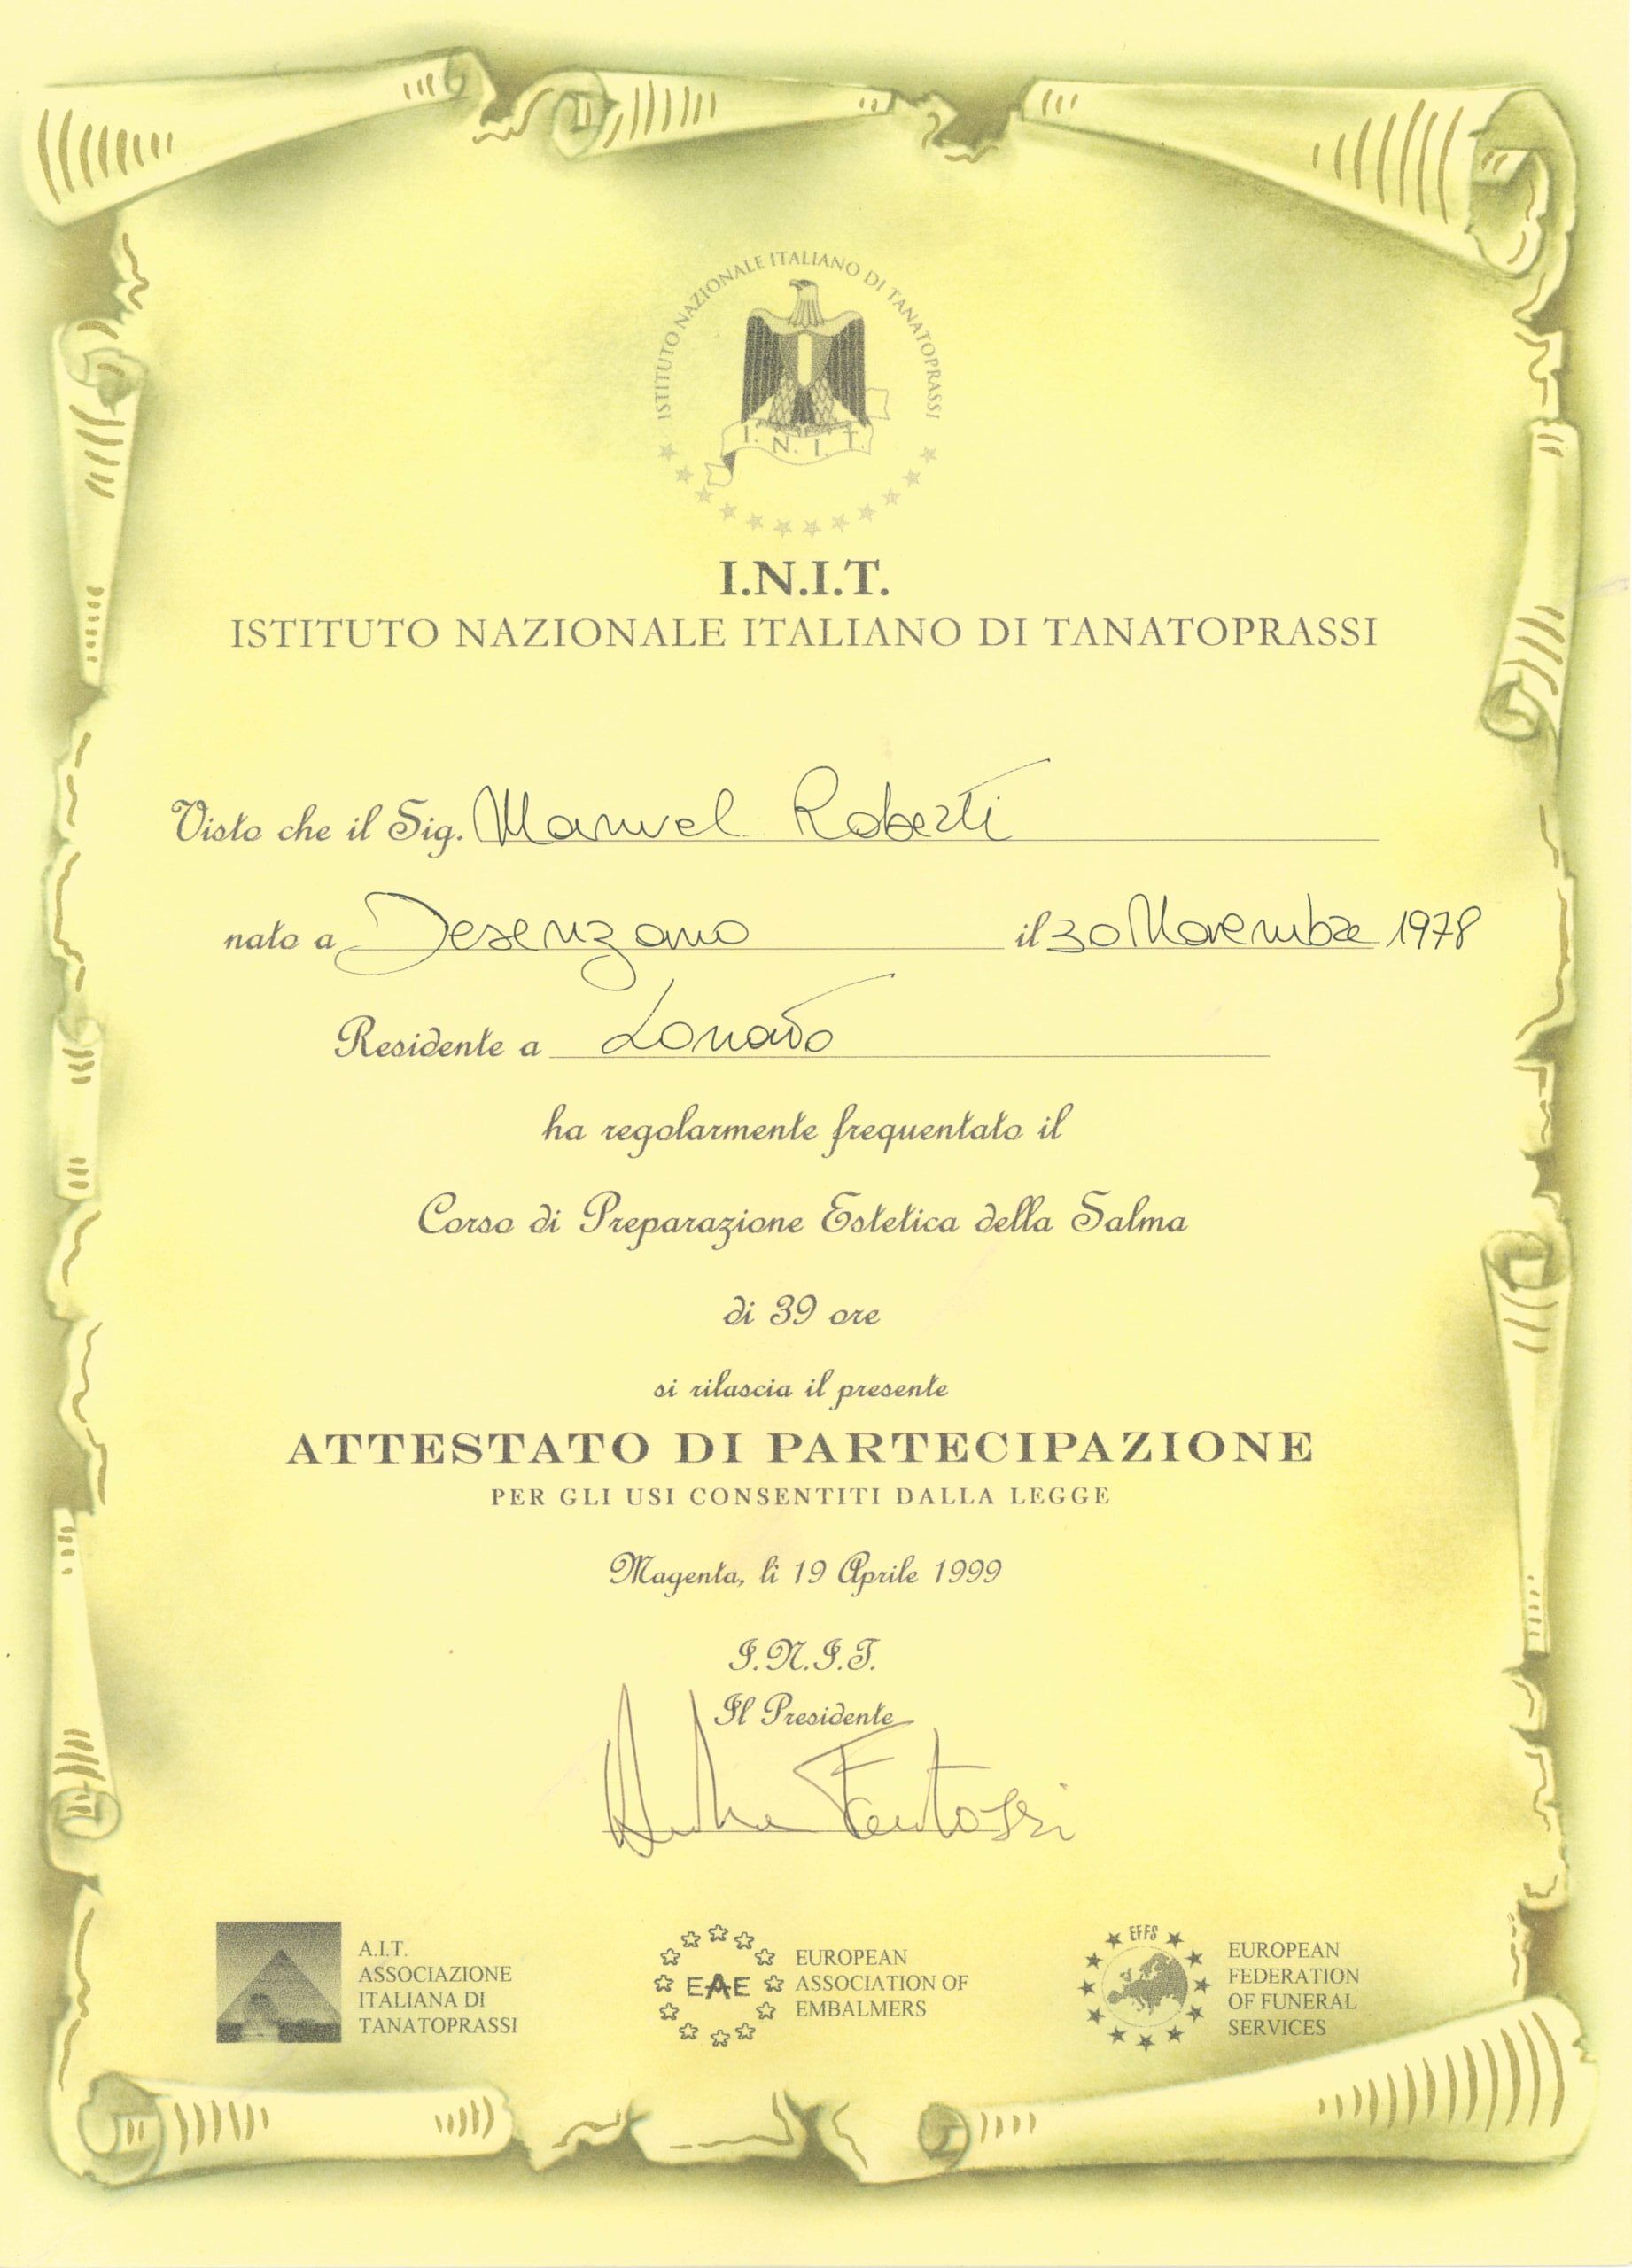 ISTITUTO NAZIONALE ITALIANO DI TANATOPRASSI
I. N. I. T.
I.N.I.T.
ISTITUTO NAZIONALE ITALIANO DI TANATOPRASSI
Visto che il Sig. Manuel Roberti
nato a Desenzano il 30 Novembre 1978
Residente a Lonato
ha regolarmente frequentato il
Corso di Preparazione Estetica della Salma
di 39 ore
si rilascia il presente
ATTESTATO DI PARTECIPAZIONE
PER GLI USI CONSENTITI DALLA LEGGE
Magenta, li 19 Aprile 1999
I.N.I.T.
Il Presidente
A.I.T.
ASSOCIAZIONE
ITALIANA DI
TANATOPRASSI
EAE
EUROPEAN
ASSOCIATION OF
EMBALMERS
EFFS
EUROPEAN
FEDERATION
OF FUNERAL
SERVICES